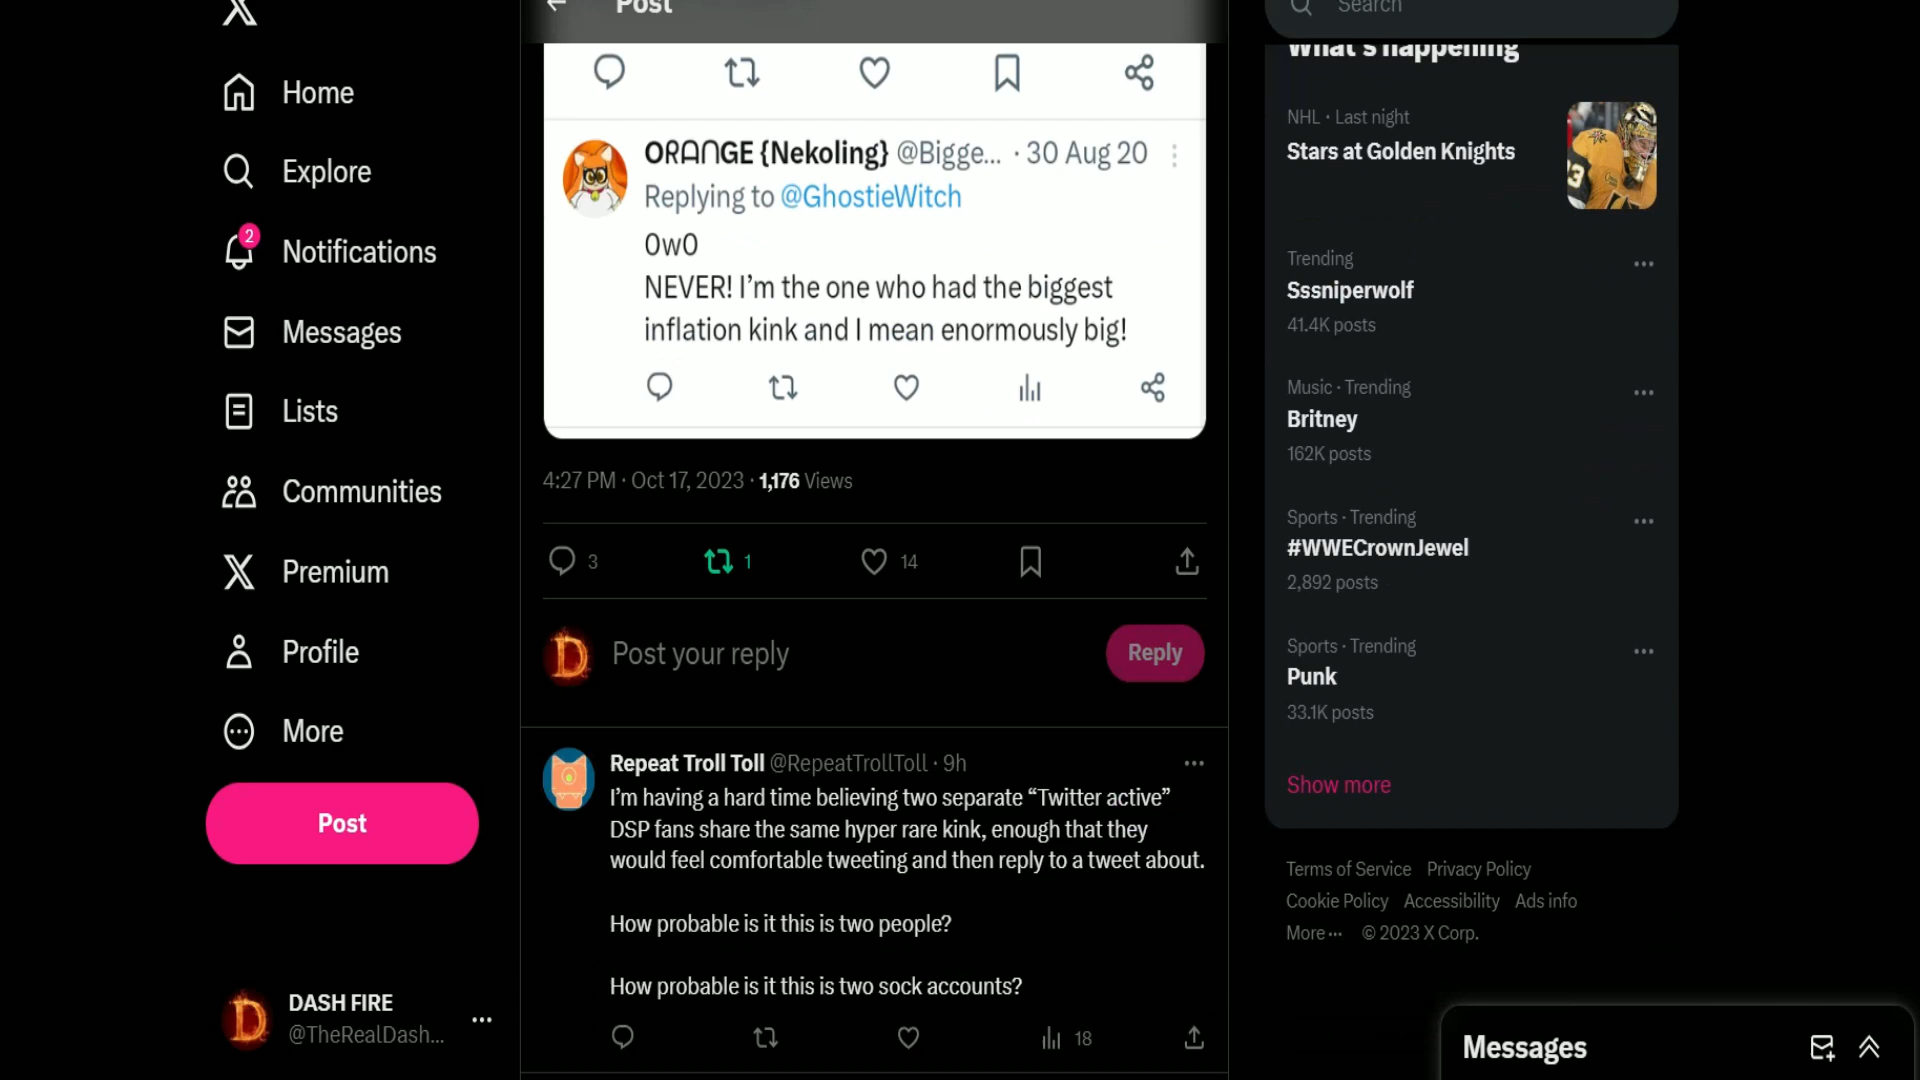 Home
Explore
2
Notifications
Messages
Lists
Communities
Premium
Profile
More
Post
DASH FIRE
@TheRealDash...
Post
ORANGE {Nekoling} @Bigge... · 30 Aug 20
Replying to @GhostieWitch
0w0
NEVER! I'm the one who had the biggest
inflation kink and I mean enormously big!
4:27 PM · Oct 17, 2023 · 1,176 Views
3
1
14
Post your reply
Reply
Repeat Troll Toll @RepeatTrollToll · 9h
I'm having a hard time believing two separate “Twitter active”
DSP fans share the same hyper rare kink, enough that they
would feel comfortable tweeting and then reply to a tweet about.
How probable is it this is two people?
How probable is it this is two sock accounts?
18
Search
What's happening
NHL · Last night
Stars at Golden Knights
Trending
Sssniperwolf
41.4K posts
Music · Trending
Britney
162K posts
Sports · Trending
#WWECrownJewel
2,892 posts
Sports · Trending
Punk
33.1K posts
Show more
Terms of Service Privacy Policy
Cookie Policy Accessibility Ads info
More ··· © 2023 X Corp.
Messages